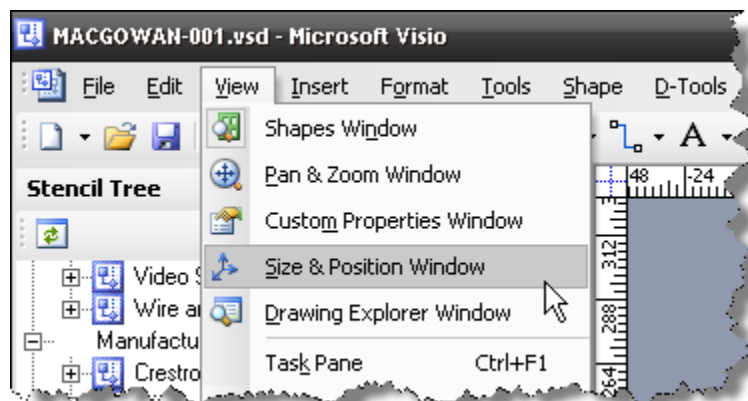 MACGOWAN-001.vsd - Microsoft Visio
File Edit View Insert Format Tools Shape D-Tools
Shapes Window
A
Stencil Tree
Pan & Zoom Window
48 -24
Custom Properties Window
312
Video
Size & Position Window
Wire
288
Drawing Explorer Window
Task Pane Ctrl+F1
264